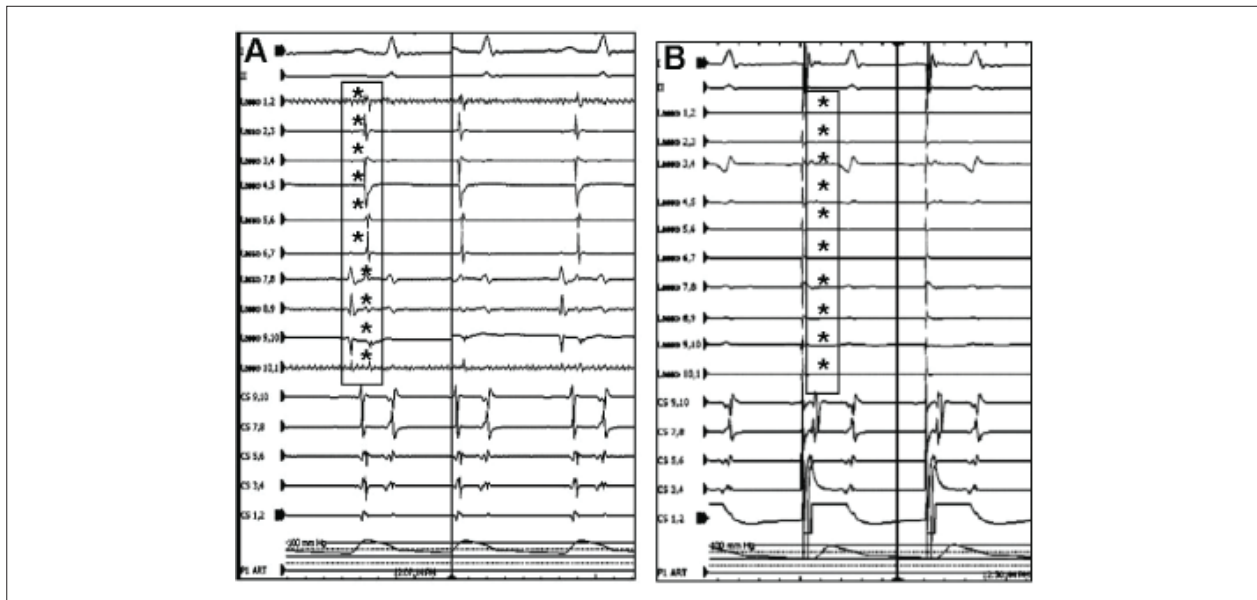 A
I
II
Lasso 1,2
Lasso 2,3
Lasso 3,4
Lasso 4,5
Lasso 5,6
Lasso 6,7
Lasso 7,8
Lasso 8,9
Lasso 9,10
Lasso 10,1
CS 9,10
CS 7,8
CS 5,6
CS 3,4
CS 1,2
100 mm Hg
P1 ART
* * * * * * * * * *
B
I
II
Lasso 1,2
Lasso 2,3
Lasso 3,4
Lasso 4,5
Lasso 5,6
Lasso 6,7
Lasso 7,8
Lasso 8,9
Lasso 9,10
Lasso 10,1
CS 9,10
CS 7,8
CS 5,6
CS 3,4
CS 1,2
100 mm Hg
P1 ART
* * * * * * * * * *